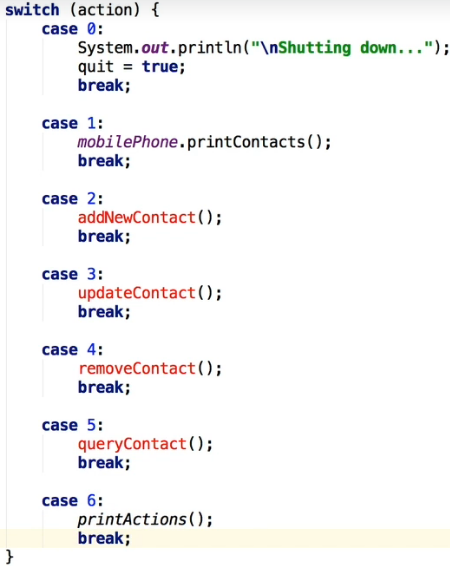 switch (action) {
    case 0:
        System.out.println("\nShutting down...");
        quit = true;
        break;

    case 1:
        mobilePhone.printContacts();
        break;

    case 2:
        addNewContact();
        break;

    case 3:
        updateContact();
        break;

    case 4:
        removeContact();
        break;

    case 5:
        queryContact();
        break;

    case 6:
        printActions();
        break;
}